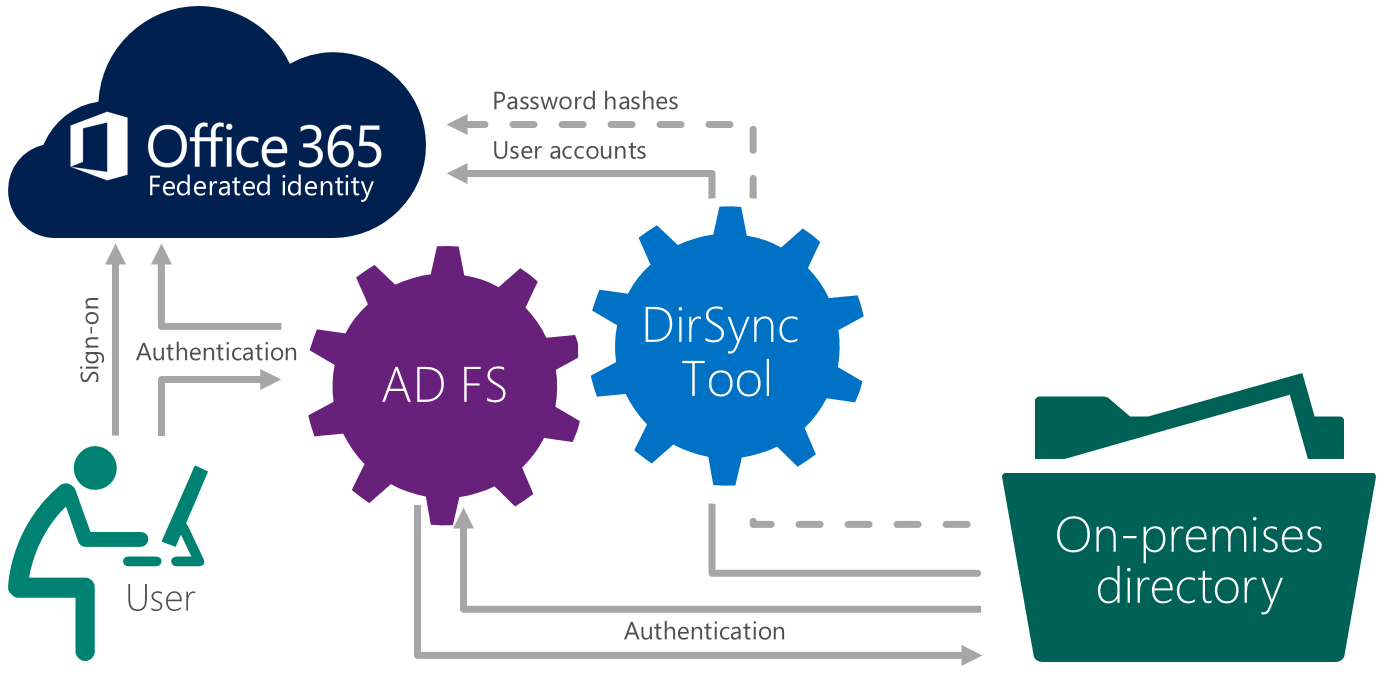 Office 365
Federated identity
Password hashes
User accounts
Sign-on
Authentication
AD FS
DirSync
Tool
User
On-premises
directory
Authentication